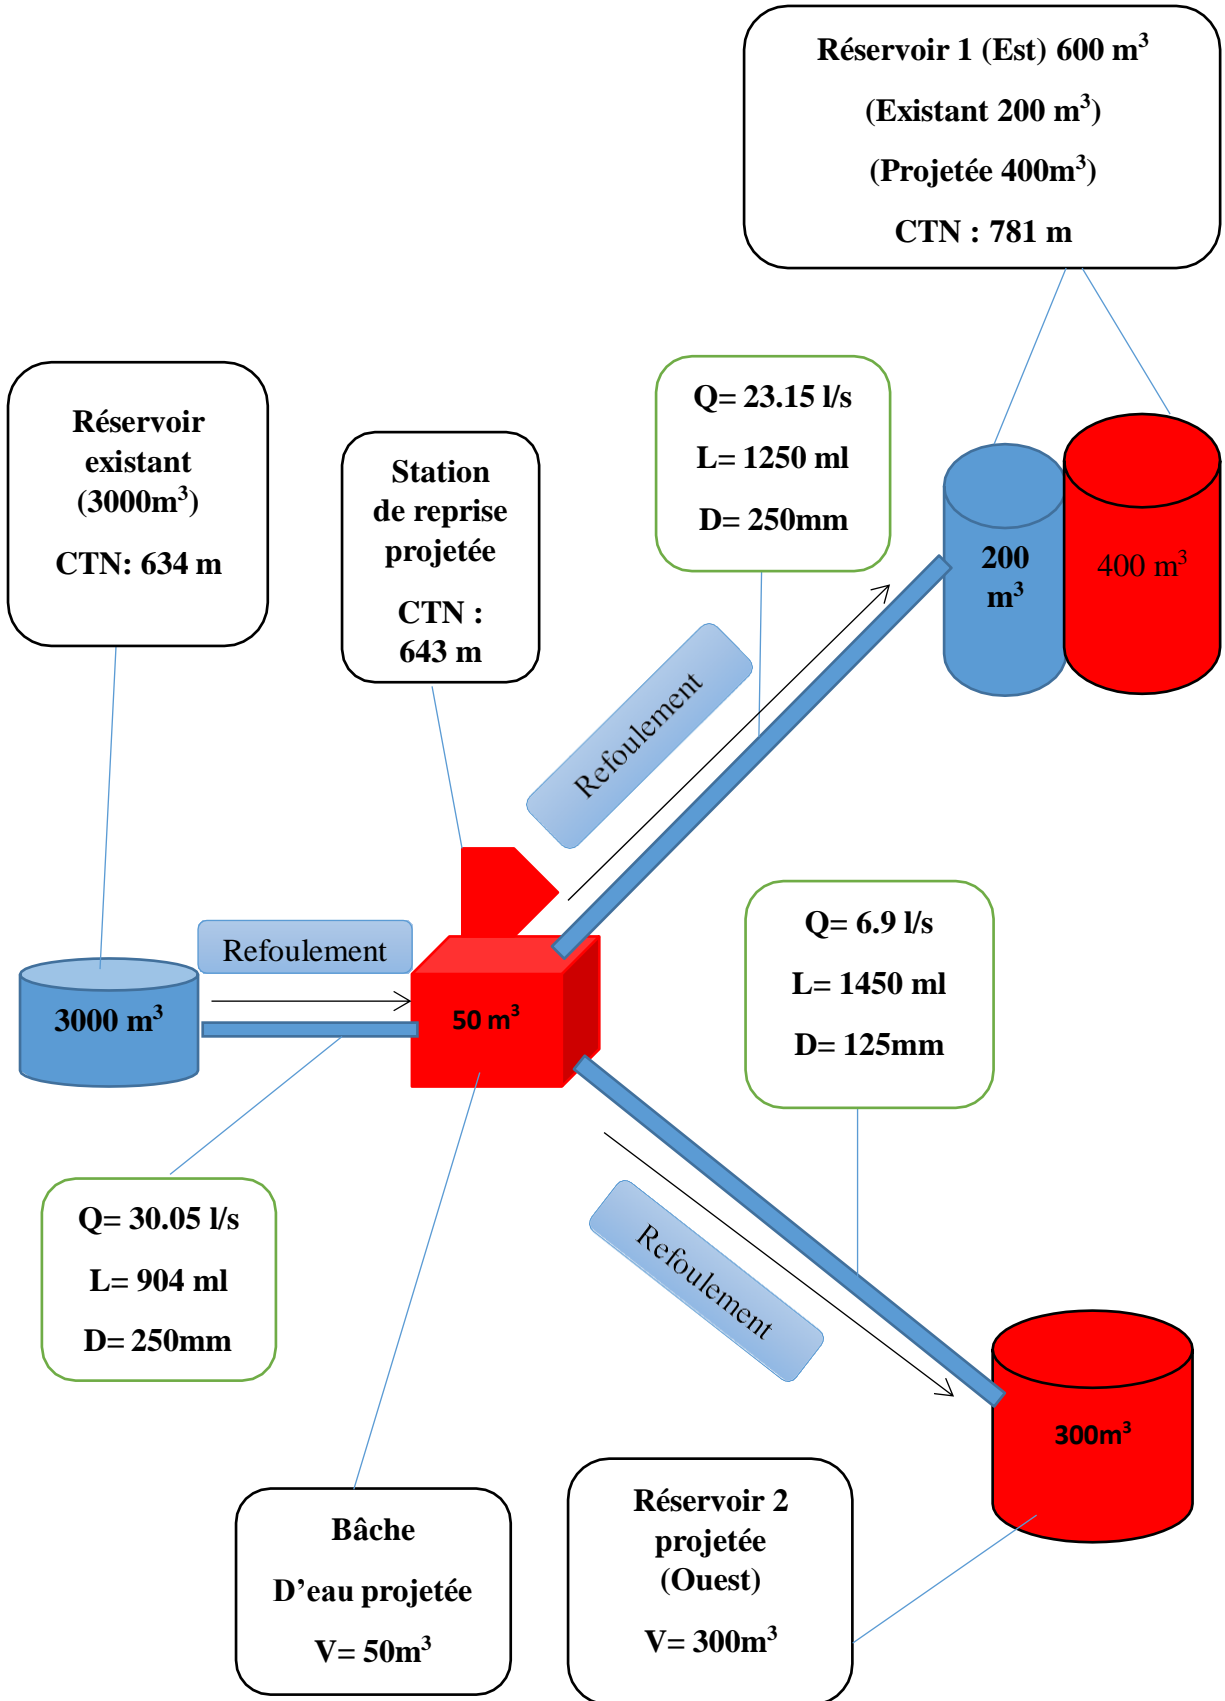 Réservoir 1 (Est) 600 m³
(Existant 200 m³)
(Projetée 400m³)
CTN : 781 m
Réservoir
existant
(3000m³)
CTN: 634 m
Station
de reprise
projetée
CTN :
643 m
Q= 23.15 l/s
L= 1250 ml
D= 250mm
200
m³
400 m³
Refoulement
Refoulement
3000 m³
50 m³
Q= 6.9 l/s
L= 1450 ml
D= 125mm
Q= 30.05 l/s
L= 904 ml
D= 250mm
Refoulement
300m³
Bâche
D’eau projetée
V= 50m³
Réservoir 2
projetée
(Ouest)
V= 300m³